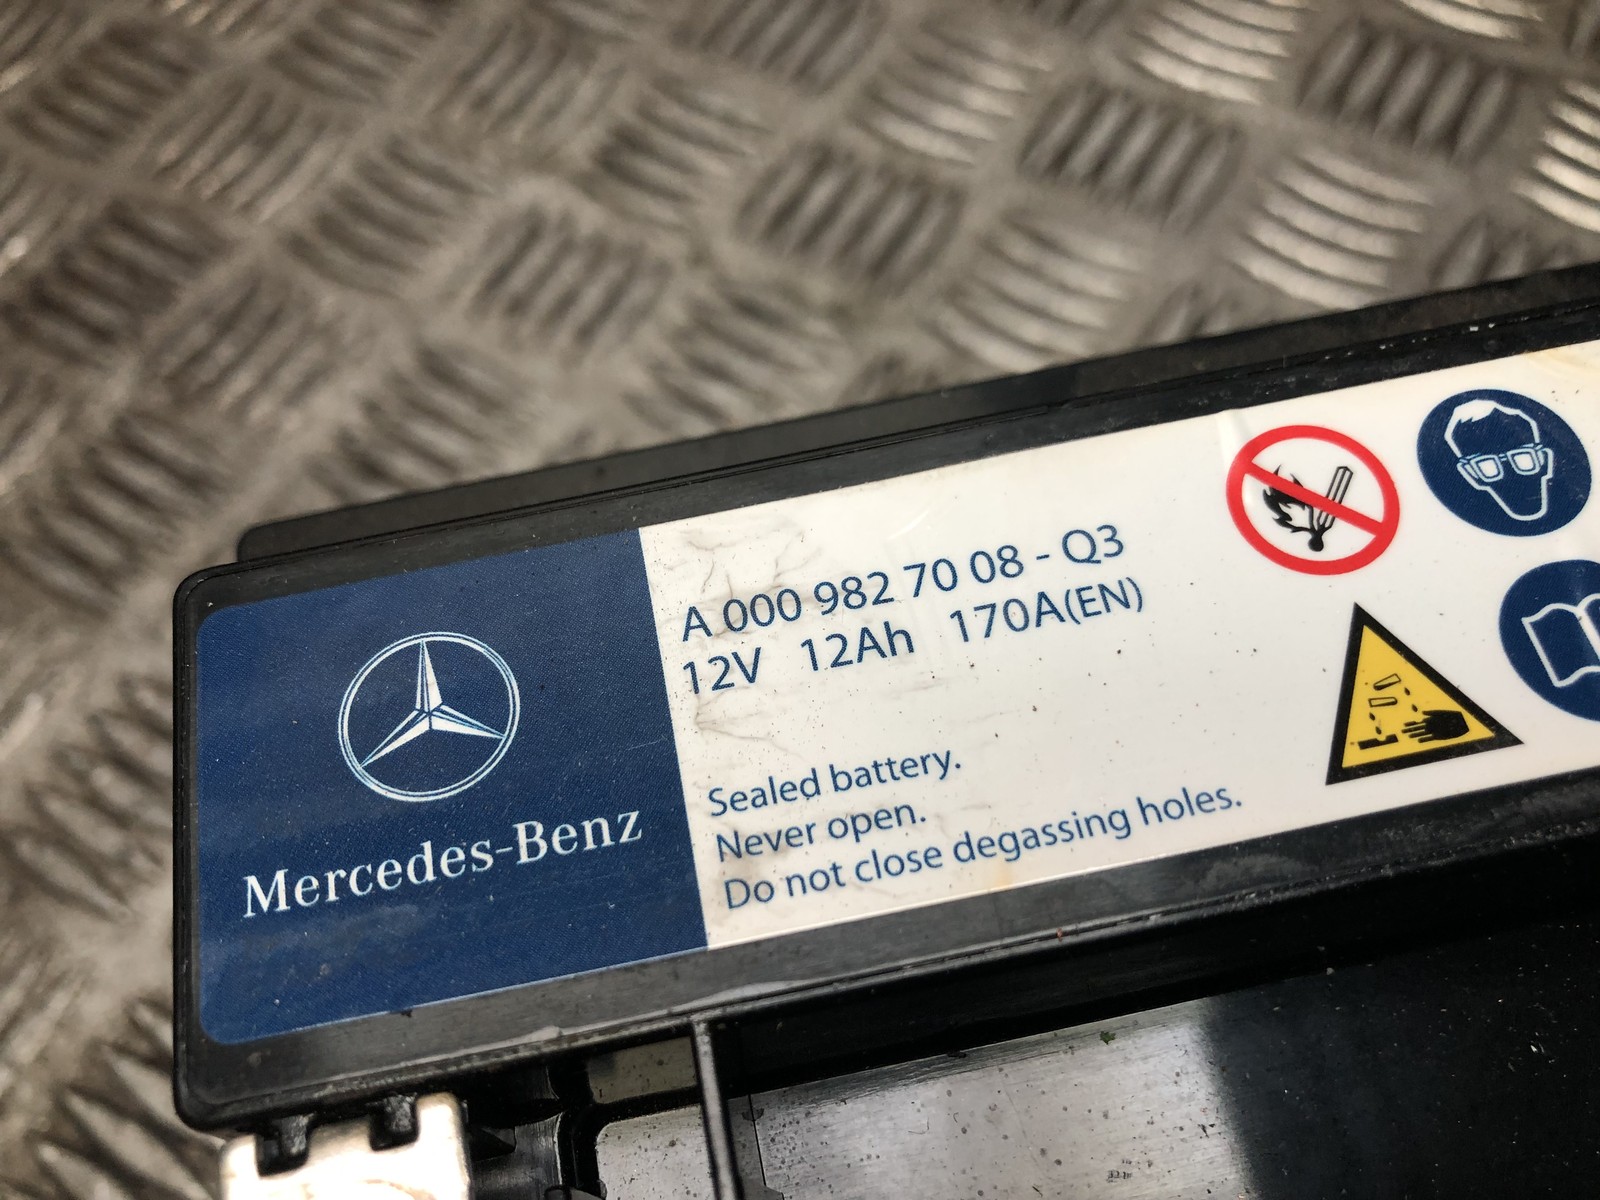 Mercedes-Benz
A 000 982 70 08 - Q3
12V 12Ah 170A(EN)
Sealed battery.
Never open.
Do not close degassing holes.